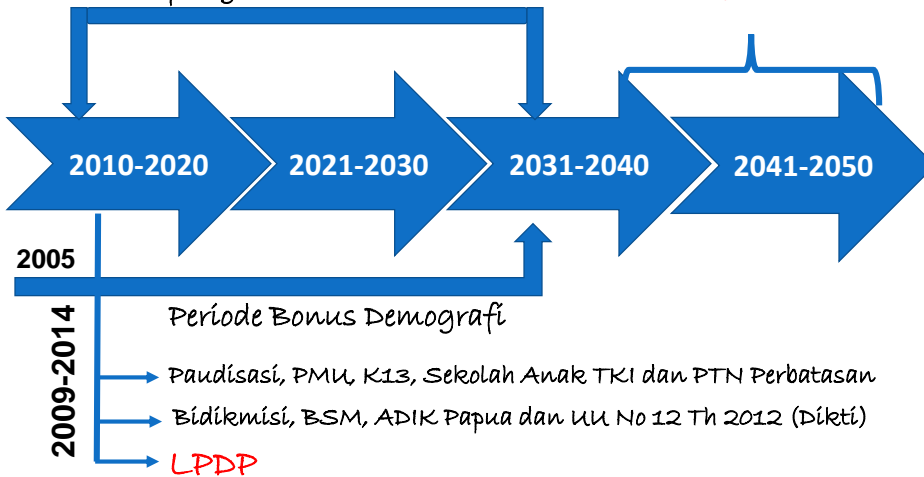 2010-2020
2021-2030
2031-2040
2041-2050
2005
Periode Bonus Demografi
2009-2014
Paudisasi, PMU, K13, Sekolah Anak TKI dan PTN Perbatasan
Bidikmisi, BSM, ADIK Papua dan UU No 12 Th 2012 (Dikti)
LPDP